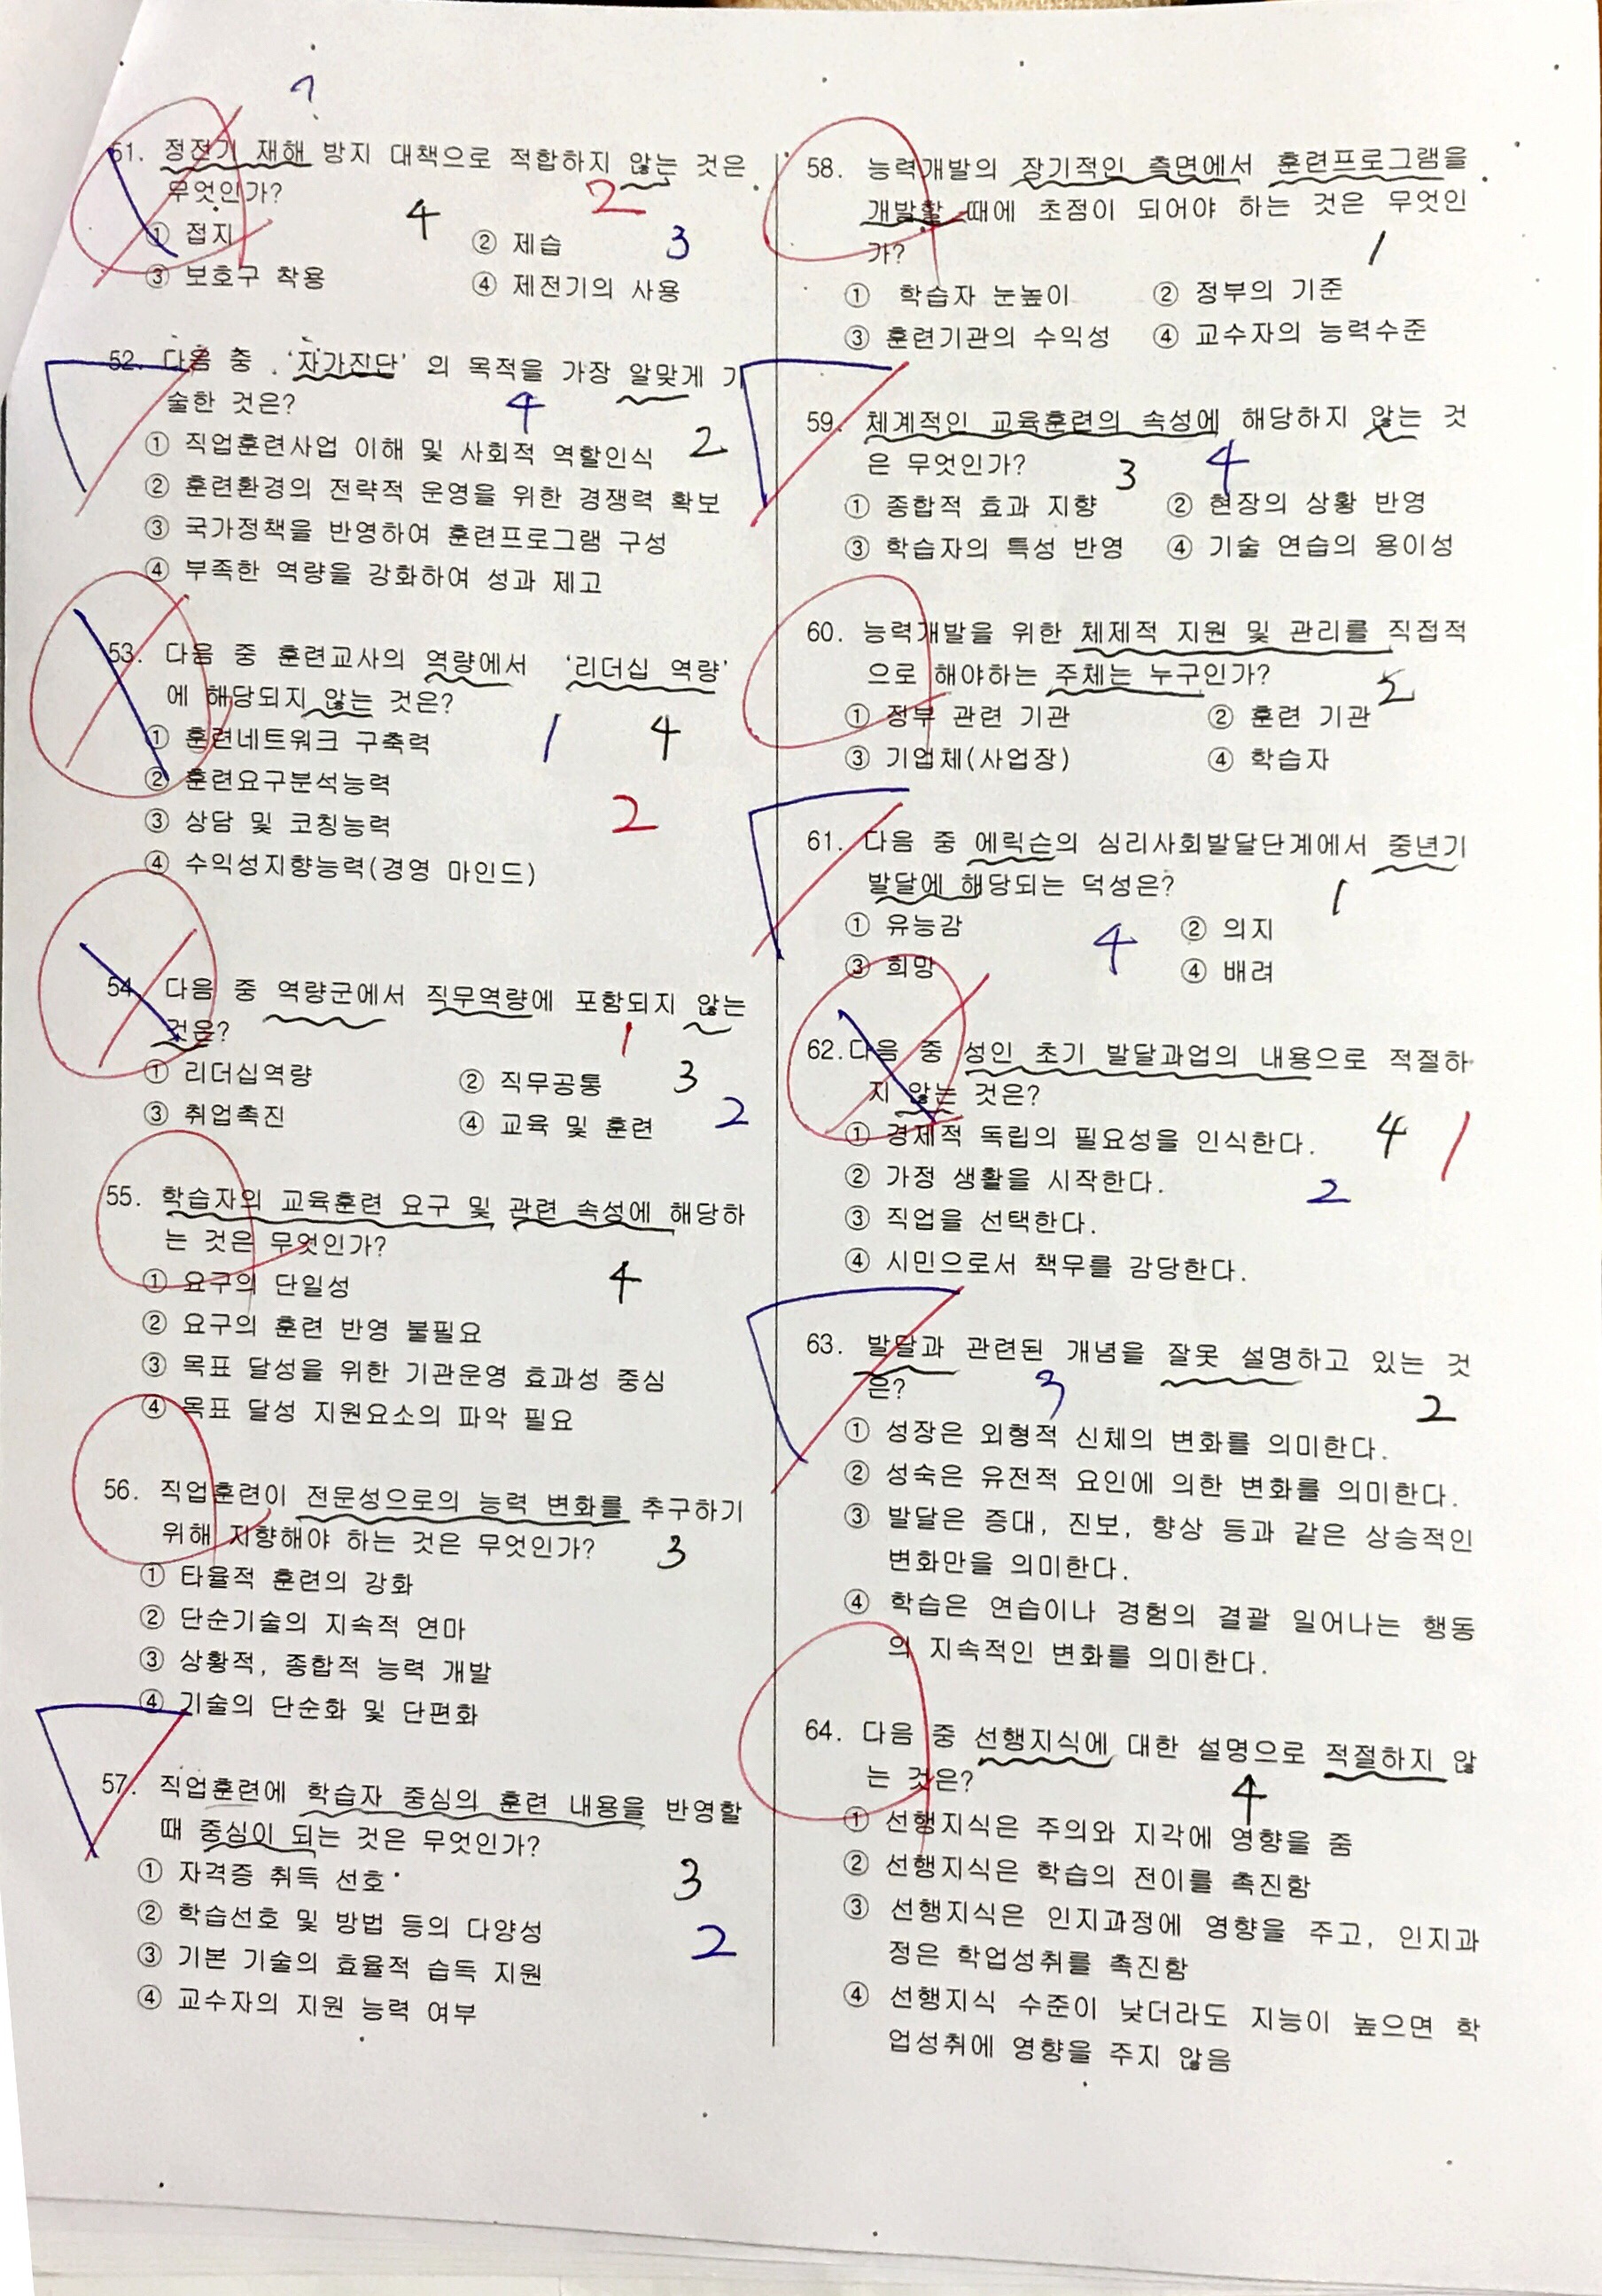 ?
51. 정전기 재해 방지 대책으로 적합하지 않는 것은
무엇인가?
4 2
① 접지 ② 제습 3
③ 보호구 착용 ④ 제전기의 사용
52. 다음 중 '자가진단' 의 목적을 가장 알맞게 기
술한 것은? 4
① 직업훈련사업 이해 및 사회적 역할인식 2
② 훈련환경의 전략적 운영을 위한 경쟁력 확보
③ 국가정책을 반영하여 훈련프로그램 구성
④ 부족한 역량을 강화하여 성과 제고
53. 다음 중 훈련교사의 역량에서 '리더십 역량'
에 해당되지 않는 것은?
① 훈련네트워크 구축력 1 4
② 훈련요구분석능력
③ 상담 및 코칭능력 2
④ 수익성지향능력(경영 마인드)
54. 다음 중 역량군에서 직무역량에 포함되지 않는
것은? 1
① 리더십역량 ② 직무공통 3
③ 취업촉진 ④ 교육 및 훈련 2
55. 학습자의 교육훈련 요구 및 관련 속성에 해당하
는 것은 무엇인가?
① 요구의 단일성 4
② 요구의 훈련 반영 불필요
③ 목표 달성을 위한 기관운영 효과성 중심
④ 목표 달성 지원요소의 파악 필요
56. 직업훈련이 전문성으로의 능력 변화를 추구하기
위해 지향해야 하는 것은 무엇인가? 3
① 타율적 훈련의 강화
② 단순기술의 지속적 연마
③ 상황적, 종합적 능력 개발
④ 기술의 단순화 및 단편화
57. 직업훈련에 학습자 중심의 훈련 내용을 반영할
때 중심이 되는 것은 무엇인가?
① 자격증 취득 선호 3
② 학습선호 및 방법 등의 다양성 2
③ 기본 기술의 효율적 습득 지원
④ 교수자의 지원 능력 여부
58. 능력개발의 장기적인 측면에서 훈련프로그램을
개발할 때에 초점이 되어야 하는 것은 무엇인
가? 1
① 학습자 눈높이 ② 정부의 기준
③ 훈련기관의 수익성 ④ 교수자의 능력수준
59. 체계적인 교육훈련의 속성에 해당하지 않는 것
은 무엇인가? 3 4
① 종합적 효과 지향 ② 현장의 상황 반영
③ 학습자의 특성 반영 ④ 기술 연습의 용이성
60. 능력개발을 위한 체제적 지원 및 관리를 직접적
으로 해야하는 주체는 누구인가? 2
① 정부 관련 기관 ② 훈련 기관
③ 기업체(사업장) ④ 학습자
61. 다음 중 에릭슨의 심리사회발달단계에서 중년기
발달에 해당되는 덕성은? 1
① 유능감 ② 의지
4
③ 희망 ④ 배려
62. 다음 중 성인 초기 발달과업의 내용으로 적절하
지 않는 것은?
① 경제적 독립의 필요성을 인식한다. 4 1
② 가정 생활을 시작한다. 2
③ 직업을 선택한다.
④ 시민으로서 책무를 감당한다.
63. 발달과 관련된 개념을 잘못 설명하고 있는 것
은? 3 2
① 성장은 외형적 신체의 변화를 의미한다.
② 성숙은 유전적 요인에 의한 변화를 의미한다.
③ 발달은 증대, 진보, 향상 등과 같은 상승적인
변화만을 의미한다.
④ 학습은 연습이나 경험의 결괄 일어나는 행동
의 지속적인 변화를 의미한다.
64. 다음 중 선행지식에 대한 설명으로 적절하지 않
는 것은? 4
① 선행지식은 주의와 지각에 영향을 줌
② 선행지식은 학습의 전이를 촉진함
③ 선행지식은 인지과정에 영향을 주고, 인지과
정은 학업성취를 촉진함
④ 선행지식 수준이 낮더라도 지능이 높으면 학
업성취에 영향을 주지 않음